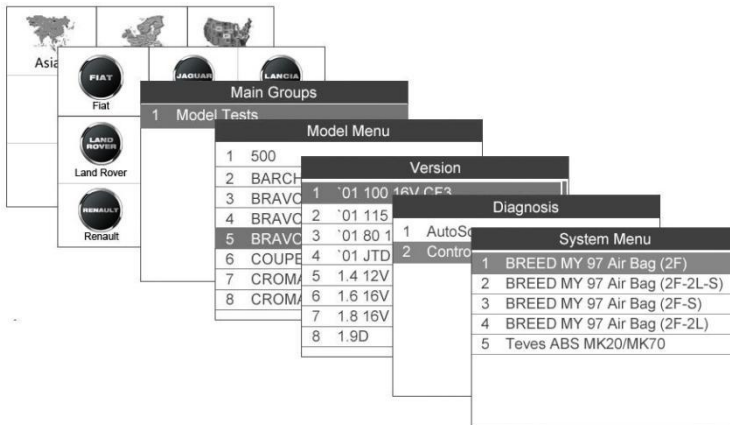 Asia
FIAT
JAGUAR
LANCIA
Fiat
LAND
ROVER
Land Rover
RENAULT
Renault
Main Groups
1 Model Tests
Model Menu
1 500
2 BARCH
3 BRAVO
4 BRAVO
5 BRAVO
6 COUPE
7 CROMA
8 CROMA
Version
1 `01 100 16V CF3
2 `01 115
3 `01 80 1
4 `01 JTD
5 1.4 12V
6 1.6 16V
7 1.8 16V
8 1.9D
Diagnosis
1 AutoSc
2 Contro
System Menu
1 BREED MY 97 Air Bag (2F)
2 BREED MY 97 Air Bag (2F-2L-S)
3 BREED MY 97 Air Bag (2F-S)
4 BREED MY 97 Air Bag (2F-2L)
5 Teves ABS MK20/MK70